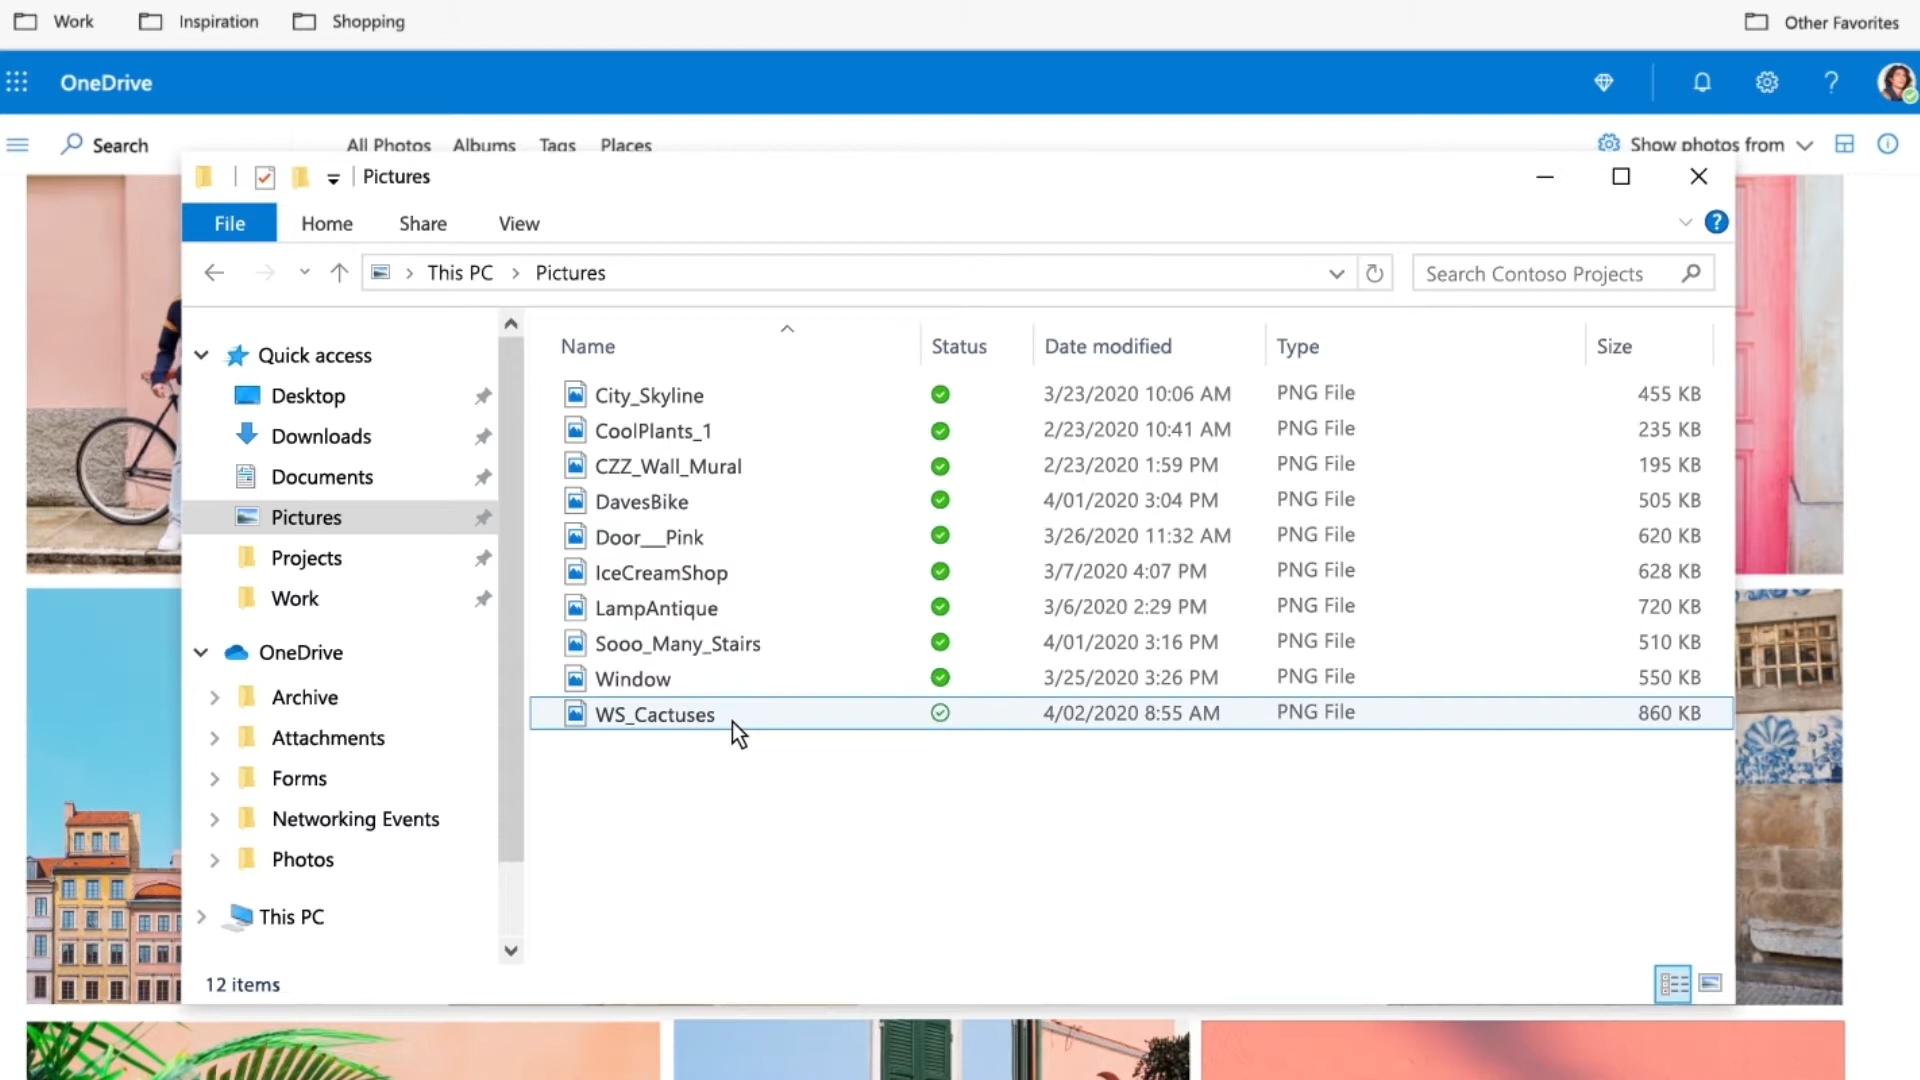 Work Inspiration Shopping Other Favorites
OneDrive ?
Search All Photos Albums Tags Places Show photos from
Pictures
File Home Share View ?
This PC > Pictures Search Contoso Projects
Name Status Date modified Type Size
Quick access
Desktop
Downloads
Documents
Pictures
Projects
Work
OneDrive
Archive
Attachments
Forms
Networking Events
Photos
This PC
City_Skyline 3/23/2020 10:06 AM PNG File 455 KB
CoolPlants_1 2/23/2020 10:41 AM PNG File 235 KB
CZZ_Wall_Mural 2/23/2020 1:59 PM PNG File 195 KB
DavesBike 4/01/2020 3:04 PM PNG File 505 KB
Door__Pink 3/26/2020 11:32 AM PNG File 620 KB
IceCreamShop 3/7/2020 4:07 PM PNG File 628 KB
LampAntique 3/6/2020 2:29 PM PNG File 720 KB
Sooo_Many_Stairs 4/01/2020 3:16 PM PNG File 510 KB
Window 3/25/2020 3:26 PM PNG File 550 KB
WS_Cactuses 4/02/2020 8:55 AM PNG File 860 KB
12 items